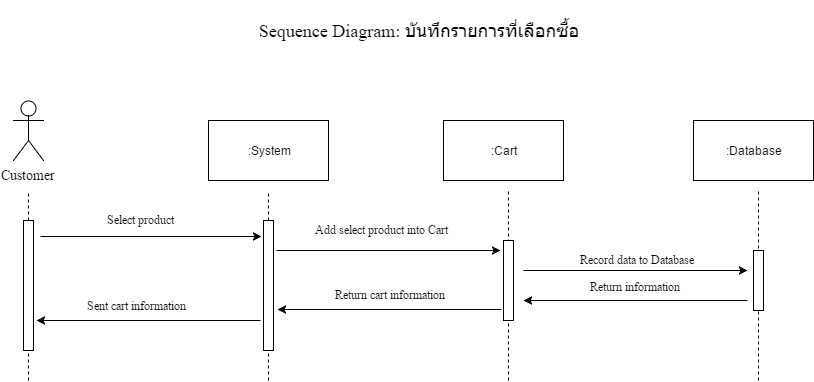 Sequence Diagram: บันทึกรายการที่เลือกซื้อ
Customer
:System
:Cart
:Database
Select product
Add select product into Cart
Record data to Database
Return information
Return cart information
Sent cart information